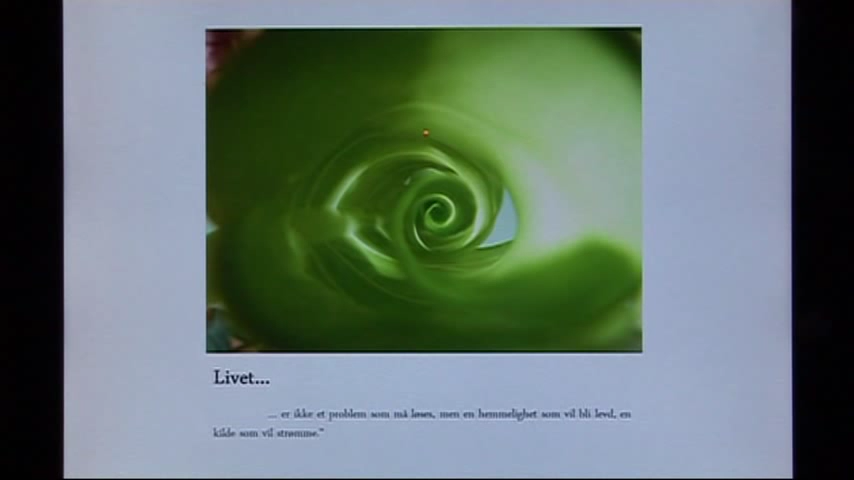 Livet...
... er ikke et problem som må løses, men en hemmelighet som vil bli levd, en
kilde som vil strømme."